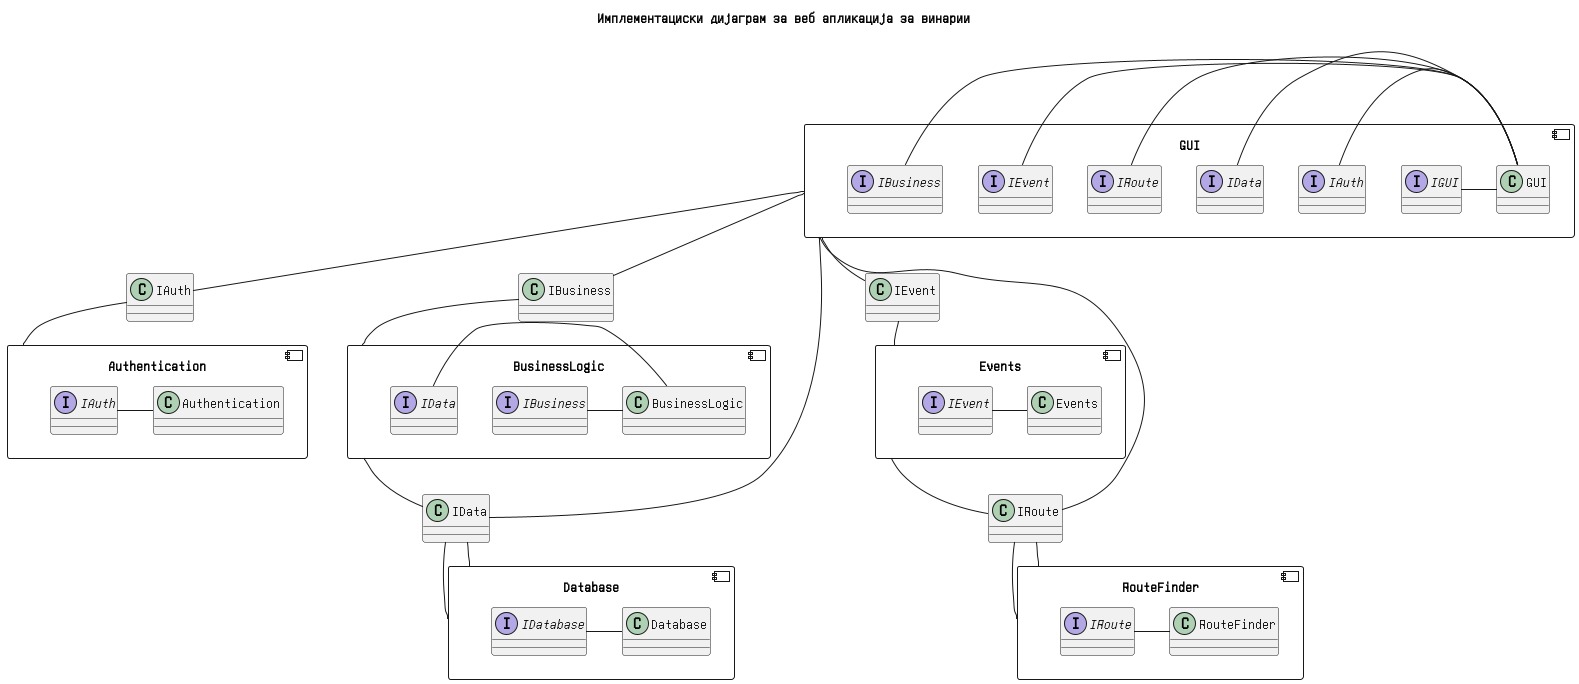 Имплементациски дијаграм за веб апликација за винарии
GUI
I IBusiness
I IEvent
I IRoute
I IData
I IAuth
I IGUI
C GUI
C IAuth
C IBusiness
C IEvent
Authentication
I IAuth
C Authentication
BusinessLogic
I IData
I IBusiness
C BusinessLogic
Events
I IEvent
C Events
C IData
C IRoute
Database
I IDatabase
C Database
RouteFinder
I IRoute
C RouteFinder